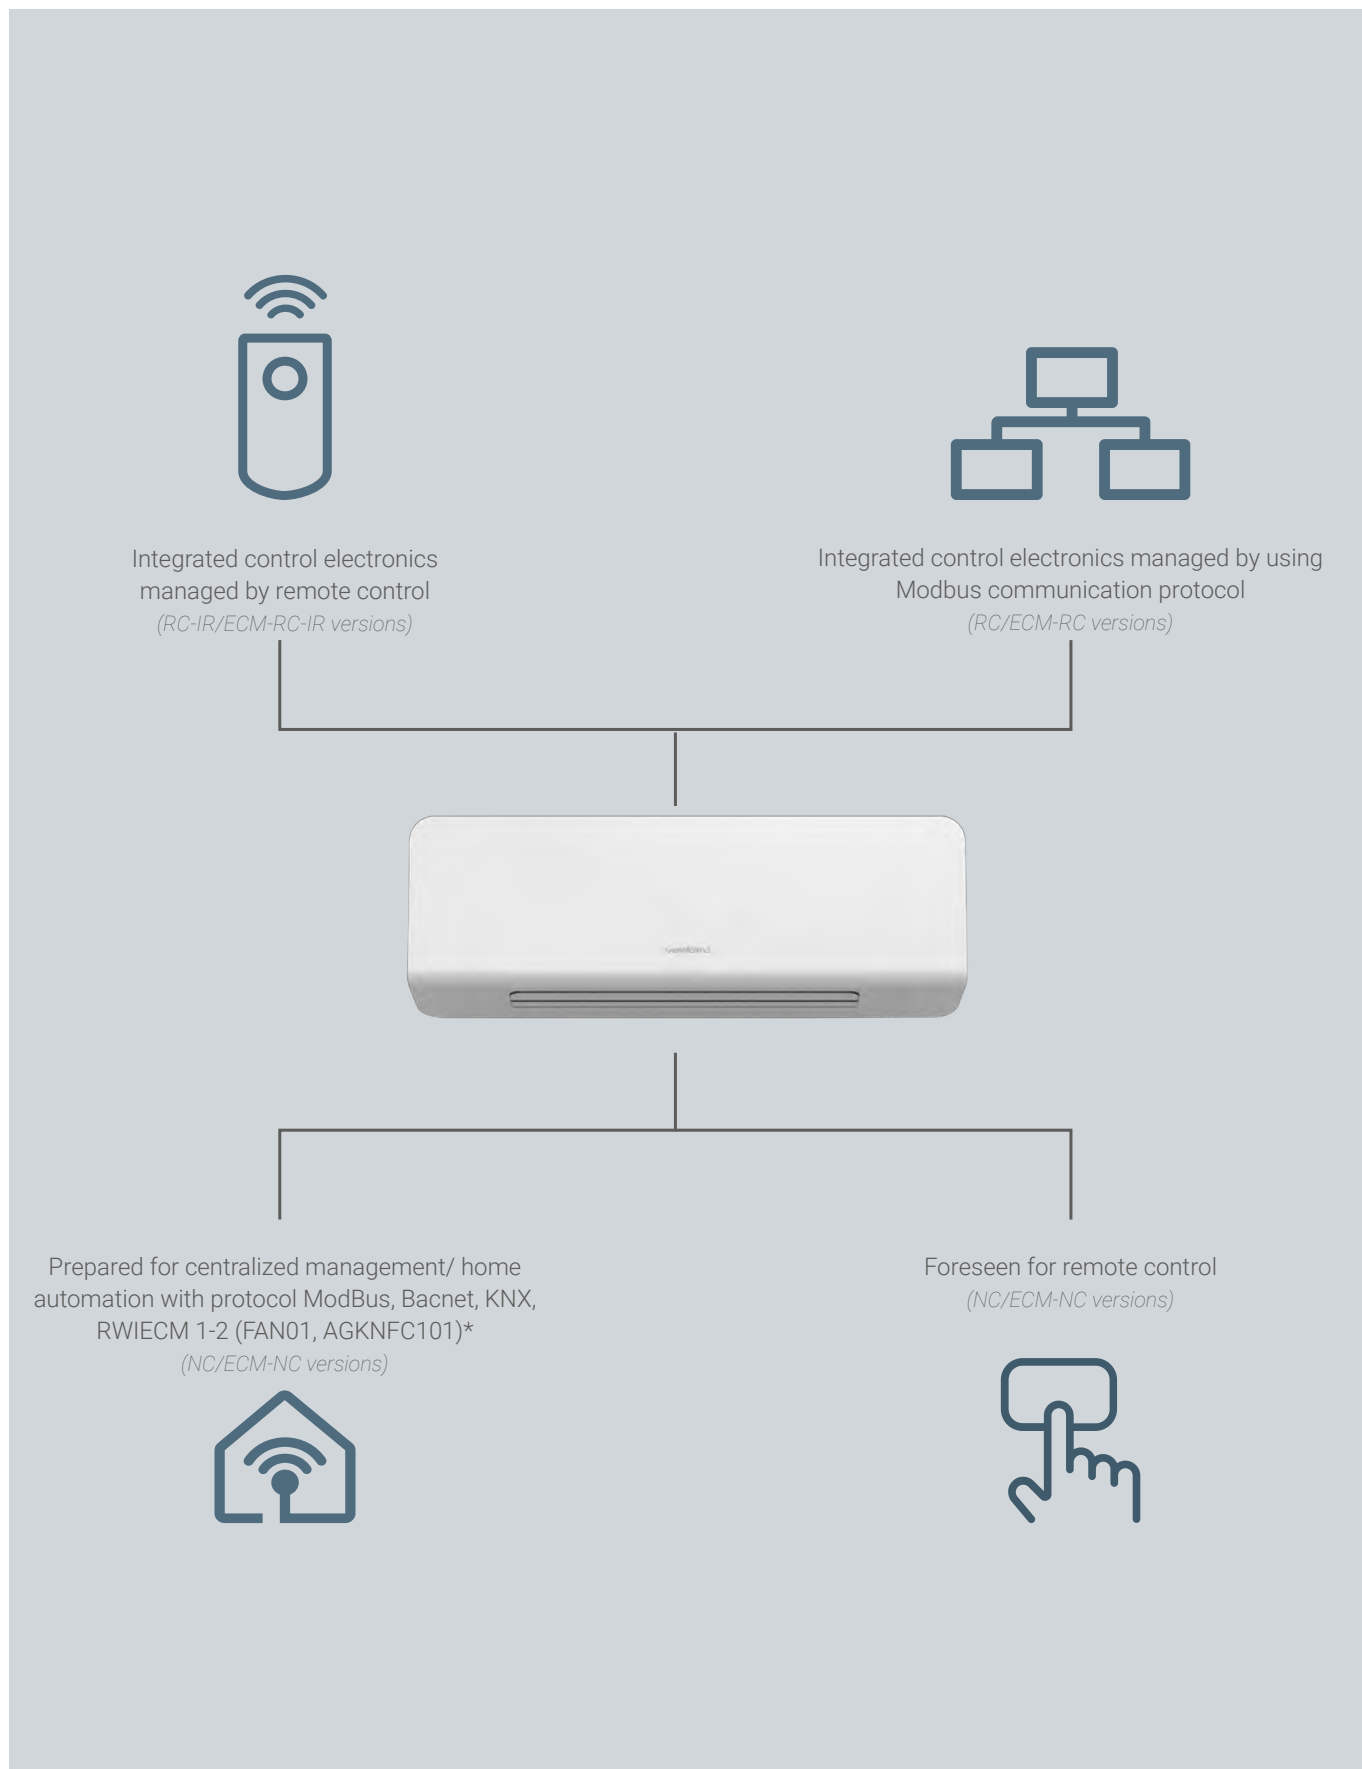 Integrated control electronics
managed by remote control
(RC-IR/ECM-RC-IR versions)
Integrated control electronics managed by using
Modbus communication protocol
(RC/ECM-RC versions)
Prepared for centralized management/ home
automation with protocol ModBus, Bacnet, KNX,
RWIECM 1-2 (FAN01, AGKNFC101)*
(NC/ECM-NC versions)
Foreseen for remote control
(NC/ECM-NC versions)